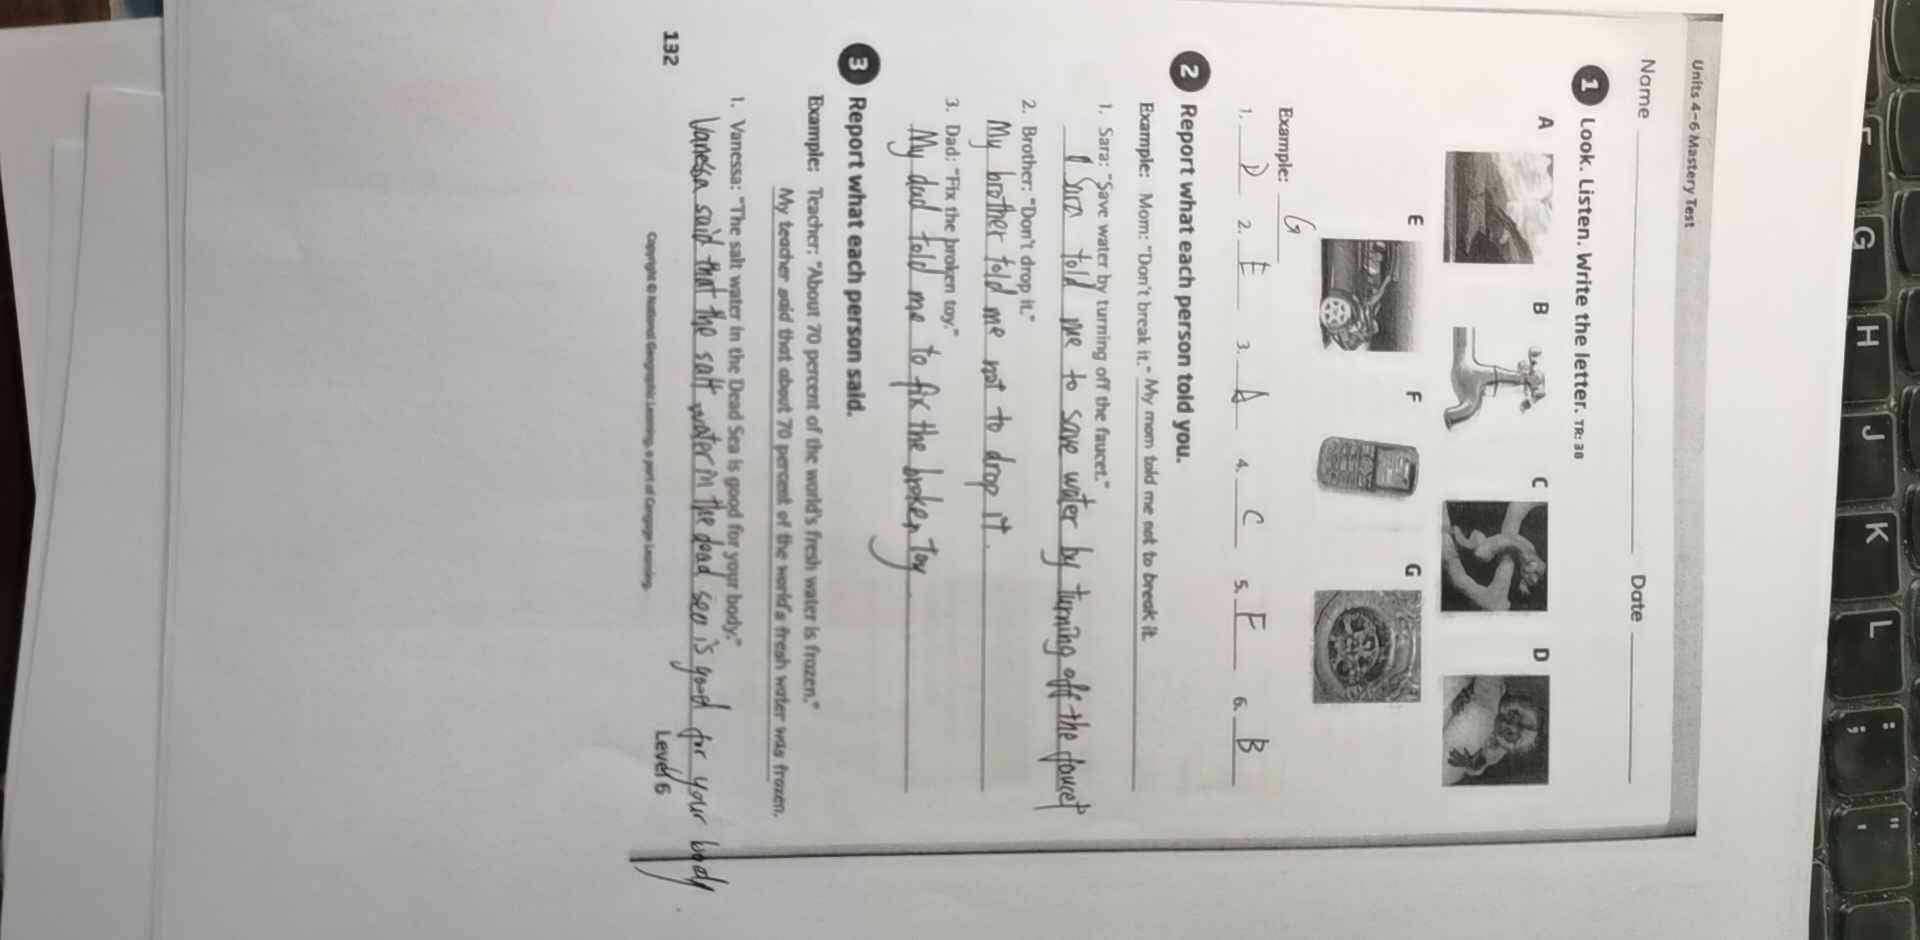 Units 4–6 Mastery Test
Name
Date
1 Look. Listen. Write the letter. TR: 38
A B C D
E F G
Example: G
1. D 2. E 3. A 4. C 5. F 6. B
2 Report what each person told you.
Example: Mom: "Don't break it." My mom told me not to break it.
1. Sara: "Save water by turning off the faucet."
Sara told me to save water by turning off the faucet
2. Brother: "Don't drop it."
My brother told me not to drop it.
3. Dad: "Fix the broken toy."
My dad told me to fix the broken toy.
3 Report what each person said.
Example: Teacher: "About 70 percent of the world's fresh water is frozen."
My teacher said that about 70 percent of the world's fresh water was frozen.
1. Vanessa: "The salt water in the Dead Sea is good for your body."
Vanessa said that the salt water in the dead sea is good for your body.
132
Copyright © National Geographic Learning, a part of Cengage Learning.
Level 6
F
G
H
J
K
L
: ;
" '